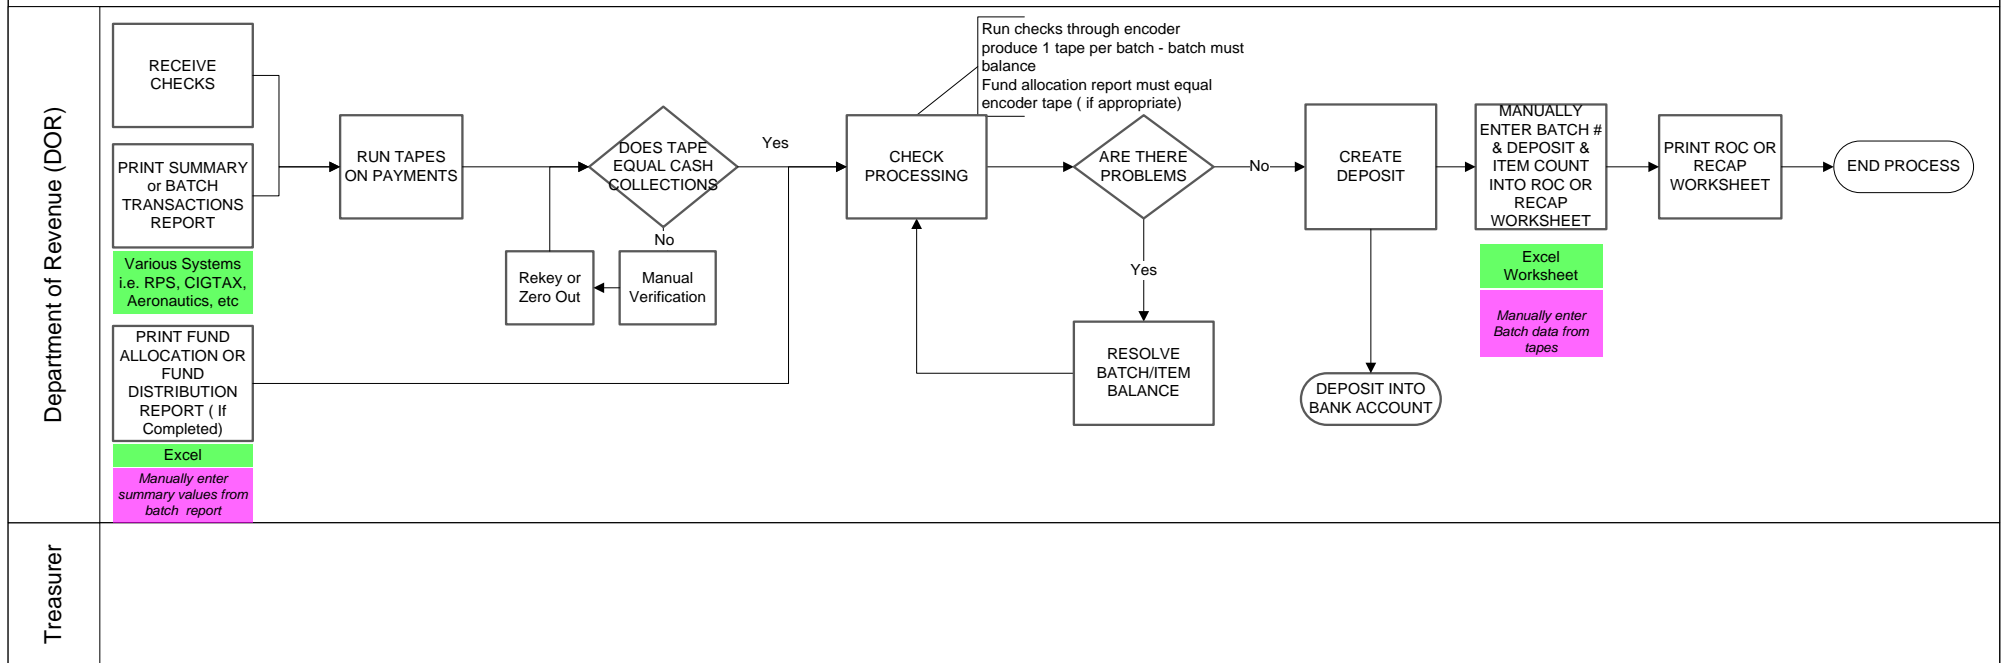 Department of Revenue (DOR)
RECEIVE
CHECKS
PRINT SUMMARY
or BATCH
TRANSACTIONS
REPORT
Various Systems
i.e. RPS, CIGTAX,
Aeronautics, etc
PRINT FUND
ALLOCATION OR
FUND
DISTRIBUTION
REPORT ( If
Completed)
Excel
Manually enter
summary values from
batch report
RUN TAPES
ON PAYMENTS
DOES TAPE
EQUAL CASH
COLLECTIONS
Yes
No
Rekey or
Zero Out
Manual
Verification
Run checks through encoder
produce 1 tape per batch - batch must
balance
Fund allocation report must equal
encoder tape ( if appropriate)
CHECK
PROCESSING
ARE THERE
PROBLEMS
No
Yes
RESOLVE
BATCH/ITEM
BALANCE
CREATE
DEPOSIT
DEPOSIT INTO
BANK ACCOUNT
MANUALLY
ENTER BATCH #
& DEPOSIT &
ITEM COUNT
INTO ROC OR
RECAP
WORKSHEET
Excel
Worksheet
Manually enter
Batch data from
tapes
PRINT ROC OR
RECAP
WORKSHEET
END PROCESS
Treasurer